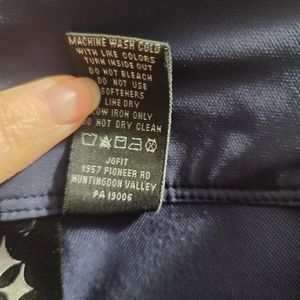 MACHINE WASH COLD
WITH LIKE COLORS
TURN INSIDE OUT
DO NOT BLEACH
DO NOT USE
SOFTENERS
LINE DRY
LOW IRON ONLY
DO NOT DRY CLEAN
JOFIT
1957 PIONEER RD
HUNTINGDON VALLEY
PA 19006